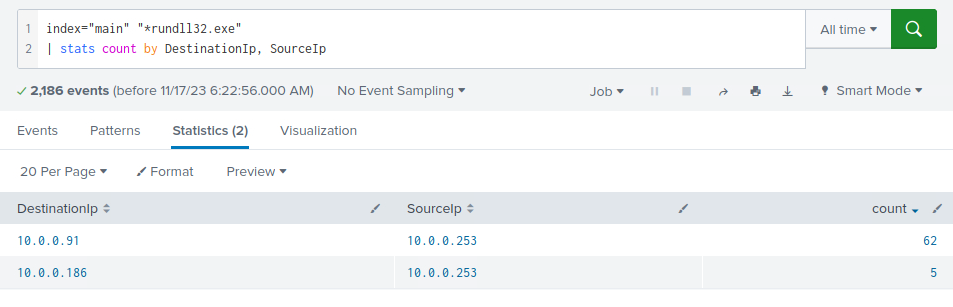 1 index="main" "*rundll32.exe"
2 | stats count by DestinationIp, SourceIp
All time
2,186 events (before 11/17/23 6:22:56.000 AM) No Event Sampling Job Smart Mode
Events Patterns Statistics (2) Visualization
20 Per Page Format Preview
DestinationIp SourceIp count
10.0.0.91 10.0.0.253 62
10.0.0.186 10.0.0.253 5